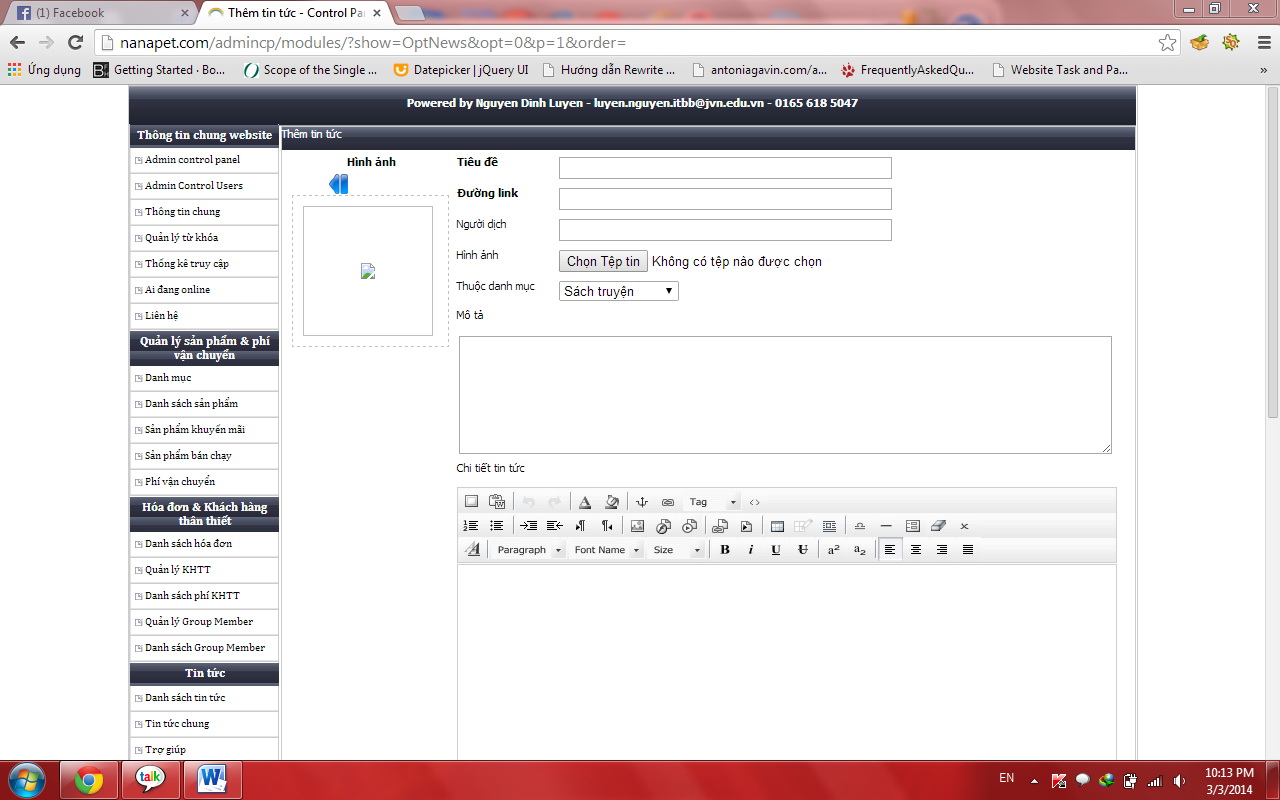 (1) Facebook
Thêm tin tức - Control Pa
nanapet.com/admincp/modules/?show=OptNews&opt=0&p=1&order=
Ứng dụng
Getting Started · Bo...
Scope of the Single ...
Datepicker | jQuery UI
Hướng dẫn Rewrite ...
antoniagavin.com/a...
FrequentlyAskedQu...
Website Task and Pa...
»
Powered by Nguyen Dinh Luyen - luyen.nguyen.itbb@jvn.edu.vn - 0165 618 5047
Thông tin chung website
Admin control panel
Admin Control Users
Thông tin chung
Quản lý từ khóa
Thống kê truy cập
Ai đang online
Liên hệ
Quản lý sản phẩm & phí
vận chuyển
Danh mục
Danh sách sản phẩm
Sản phẩm khuyến mãi
Sản phẩm bán chạy
Phí vận chuyển
Hóa đơn & Khách hàng
thân thiết
Danh sách hóa đơn
Quản lý KHTT
Danh sách phí KHTT
Quản lý Group Member
Danh sách Group Member
Tin tức
Danh sách tin tức
Tin tức chung
Trợ giúp
Thêm tin tức
Hình ảnh
Tiêu đề
Đường link
Người dịch
Hình ảnh
Chọn Tệp tin Không có tệp nào được chọn
Thuộc danh mục
Sách truyện
Mô tả
Chi tiết tin tức
Tag
Paragraph
Font Name
Size
B i U
EN
10:13 PM
3/3/2014